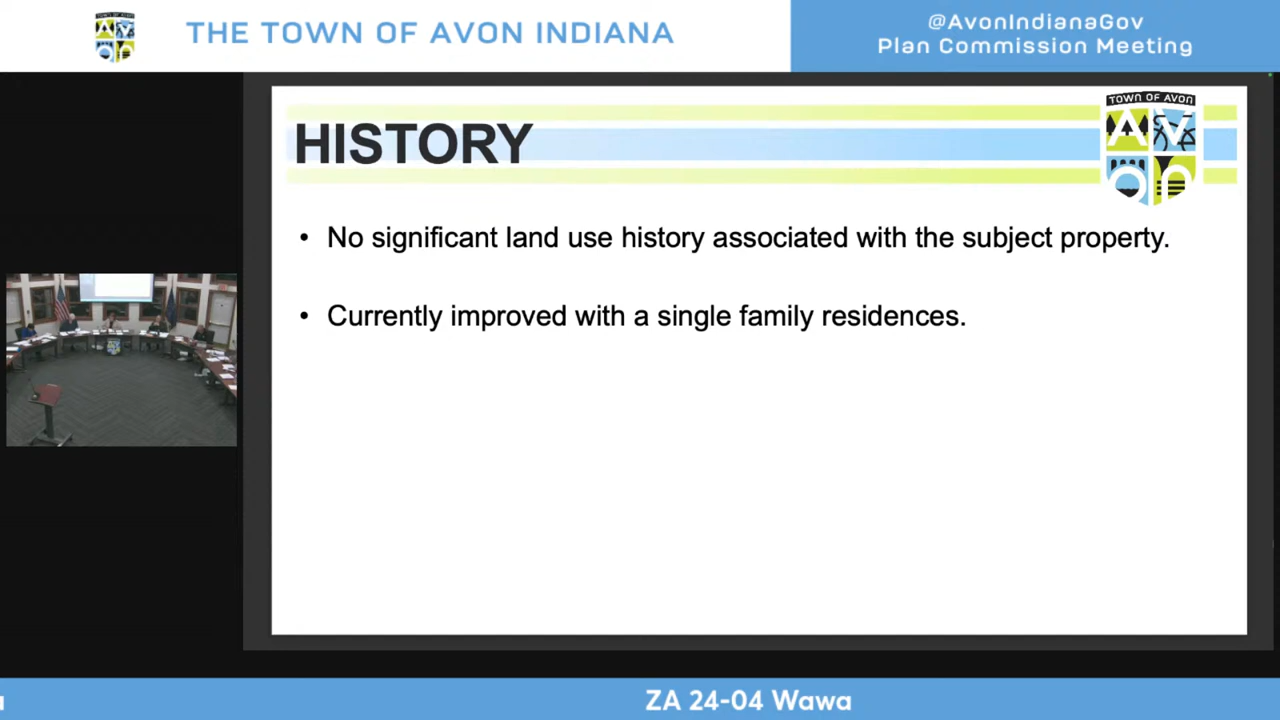 THE TOWN OF AVON INDIANA
@AvonIndianaGov
Plan Commission Meeting
TOWN OF AVON
Avon
HISTORY
• No significant land use history associated with the subject property.
• Currently improved with a single family residences.
ZA 24-04 Wawa